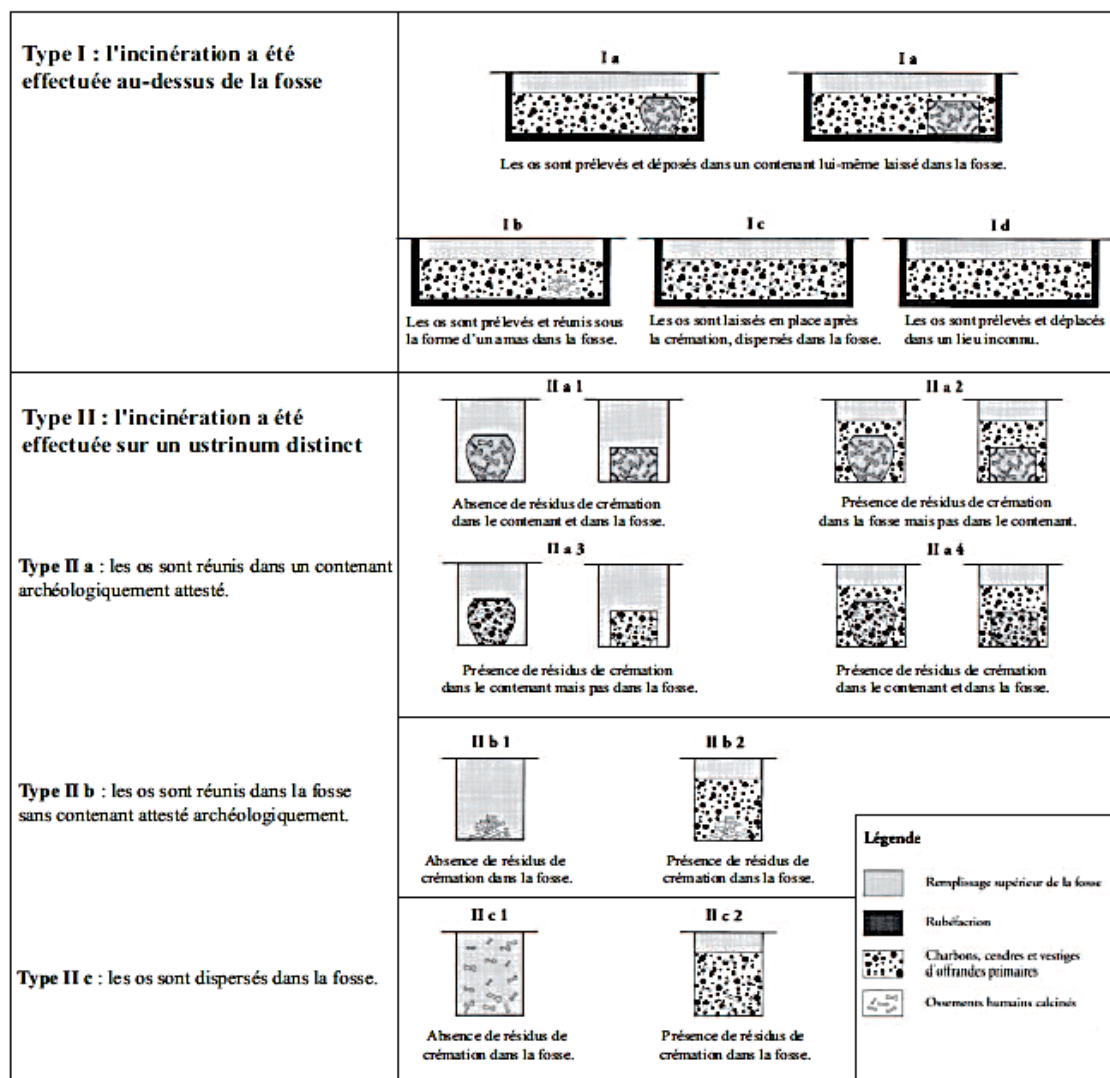 Type I : l'incinération a été
effectuée au-dessus de la fosse
I a
I a
Les os sont prélevés et déposés dans un contenant lui-même laissé dans la fosse.
I b
I c
I d
Les os sont prélevés et réunis sous
la forme d'un amas dans la fosse.
Les os sont laissés en place après
la crémation, dispersés dans la fosse.
Les os sont prélevés et déplacés
dans un lieu inconnu.
Type II : l'incinération a été
effectuée sur un ustrinum distinct
II a 1
II a 2
Absence de résidus de crémation
dans le contenant et dans la fosse.
Présence de résidus de crémation
dans la fosse mais pas dans le contenant.
Type II a : les os sont réunis dans un contenant
archéologiquement attesté.
II a 3
II a 4
Présence de résidus de crémation
dans le contenant mais pas dans la fosse.
Présence de résidus de crémation
dans le contenant et dans la fosse.
Type II b : les os sont réunis dans la fosse
sans contenant attesté archéologiquement.
II b 1
II b 2
Absence de résidus de
crémation dans la fosse.
Présence de résidus de
crémation dans la fosse.
Type II c : les os sont dispersés dans la fosse.
II c 1
II c 2
Absence de résidus de
crémation dans la fosse.
Présence de résidus de
crémation dans la fosse.
Légende
Remplissage supérieur de la fosse
Rubéfaction
Charbons, cendres et vestiges
d'offrandes primaires
Ossements humains calcinés